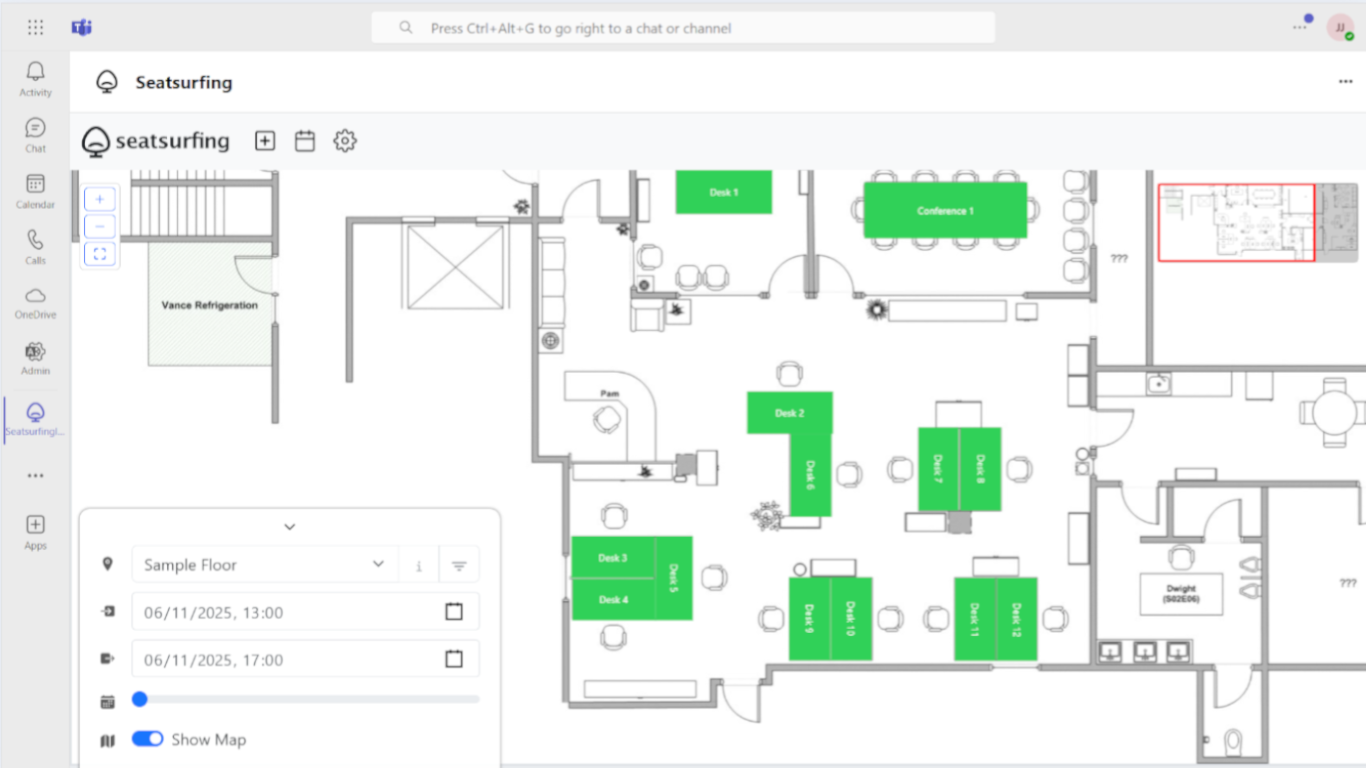 Press Ctrl+Alt+G to go right to a chat or channel
JJ
Activity
Chat
Calendar
Calls
OneDrive
Admin
Seatsurfingl...
Apps
Seatsurfing
seatsurfing
Vance Refrigeration
Desk 1
Conference 1
???
Pam
Desk 2
Desk 6
Desk 7
Desk 8
Desk 3
Desk 4
Desk 5
Desk 9
Desk 10
Desk 11
Desk 12
Dwight
(S02E06)
???
Sample Floor
i
06/11/2025, 13:00
06/11/2025, 17:00
Show Map